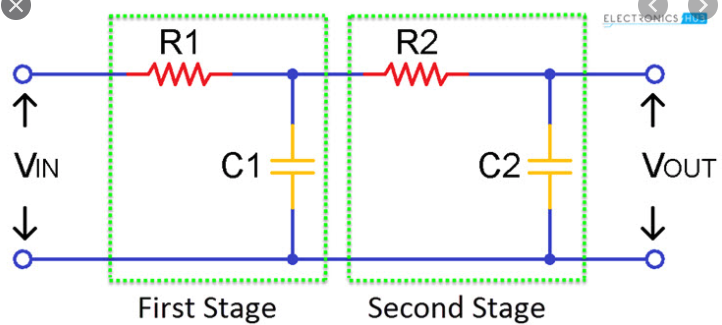 ELECTRONICS HUB
R1
R2
VIN
C1
C2
VOUT
First Stage
Second Stage